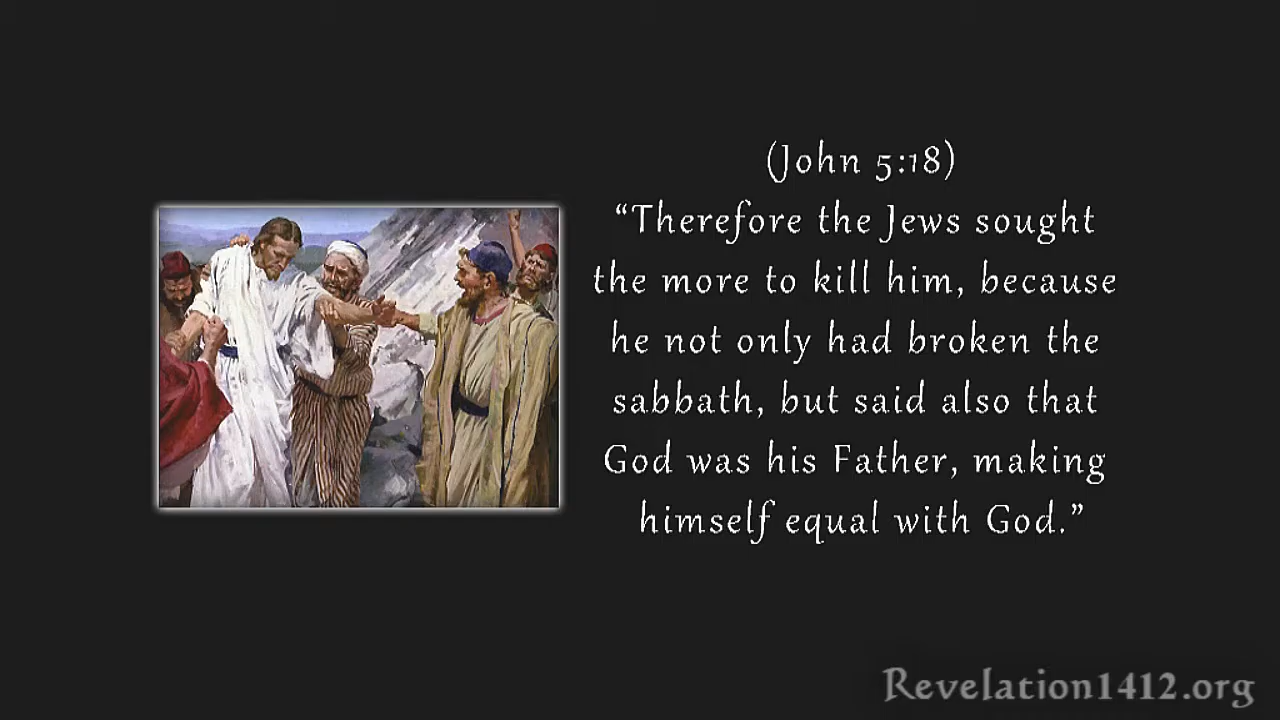 (John 5:18)
“Therefore the Jews sought
the more to kill him, because
he not only had broken the
sabbath, but said also that
God was his Father, making
himself equal with God.”
Revelation1412.org